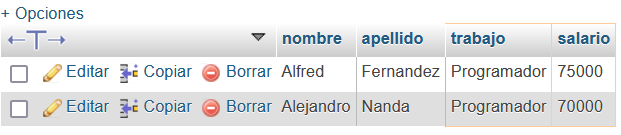 + Opciones
nombre apellido trabajo salario
Editar Copiar Borrar Alfred Fernandez Programador 75000
Editar Copiar Borrar Alejandro Nanda Programador 70000